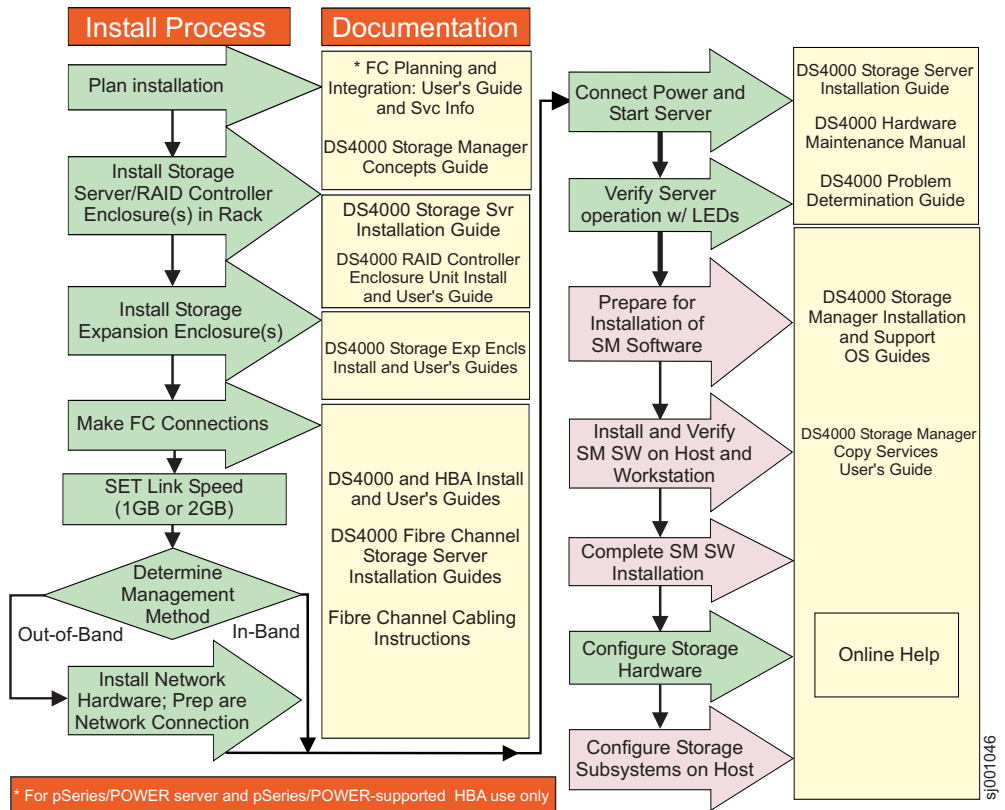 Install Process
Documentation
Plan installation
* FC Planning and
Integration: User's Guide
and Svc Info
DS4000 Storage Manager
Concepts Guide
Install Storage
Server/RAID Controller
Enclosure(s) in Rack
DS4000 Storage Svr
Installation Guide
DS4000 RAID Controller
Enclosure Unit Install
and User's Guide
Install Storage
Expansion Enclosure(s)
DS4000 Storage Exp Encls
Install and User's Guides
Make FC Connections
SET Link Speed
(1GB or 2GB)
DS4000 and HBA Install
and User's Guides
DS4000 Fibre Channel
Storage Server
Installation Guides
Fibre Channel Cabling
Instructions
Determine
Management
Method
Out-of-Band
In-Band
Install Network
Hardware; Prep are
Network Connection
* For pSeries/POWER server and pSeries/POWER-supported HBA use only
Connect Power and
Start Server
DS4000 Storage Server
Installation Guide
DS4000 Hardware
Maintenance Manual
DS4000 Problem
Determination Guide
Verify Server
operation w/ LEDs
Prepare for
Installation of
SM Software
DS4000 Storage
Manager Installation
and Support
OS Guides
Install and Verify
SM SW on Host and
Workstation
DS4000 Storage Manager
Copy Services
User's Guide
Complete SM SW
Installation
Configure Storage
Hardware
Online Help
Configure Storage
Subsystems on Host
sj001046